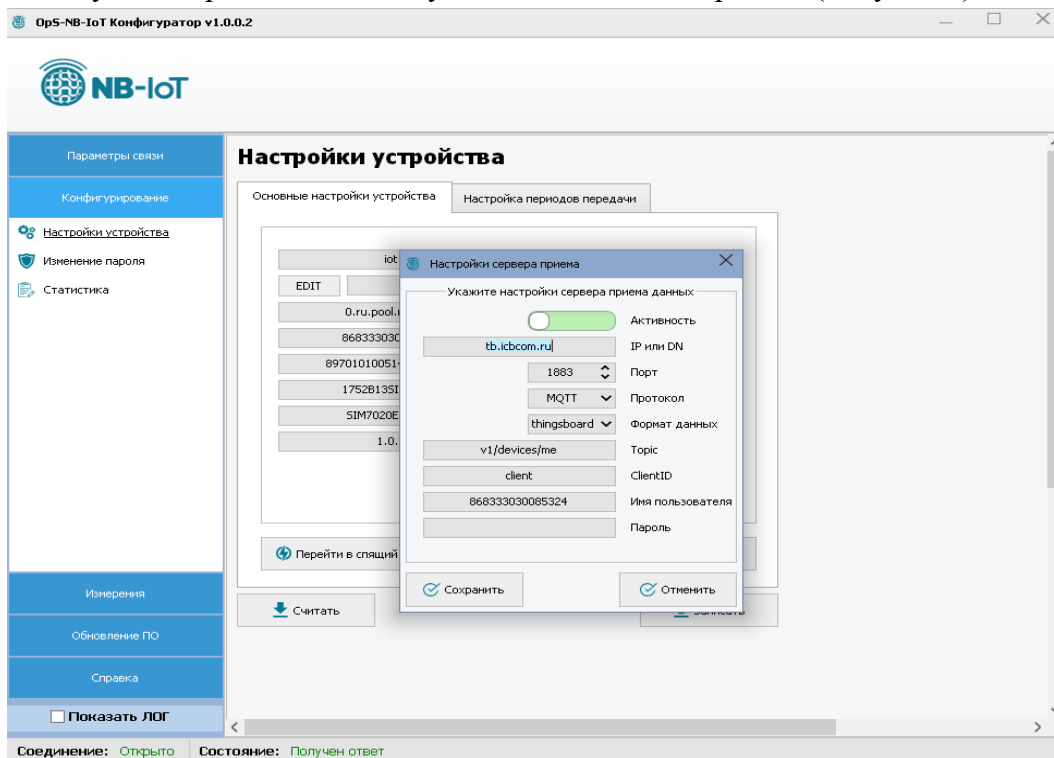 OpS-NB-IoT Конфигуратор v1.0.0.2
NB-IoT
Параметры связи
Конфигурирование
Настройки устройства
Изменение пароля
Статистика
Измерения
Обновление ПО
Справка
Показать ЛОГ
Настройки устройства
Основные настройки устройства
Настройка периодов передачи
iot
EDIT
0.ru.pool.
868333030
8970101005
1752B13SI
SIM7020E
1.0.
Перейти в спящий
Считать
Записать
Настройки сервера приема
Укажите настройки сервера приема данных
Активность
tb.icbcom.ru IP или DN
1883 Порт
MQTT Протокол
thingsboard Формат данных
v1/devices/me Topic
client ClientID
868333030085324 Имя пользователя
Пароль
Сохранить
Отменить
Соединение: Открыто Состояние: Получен ответ